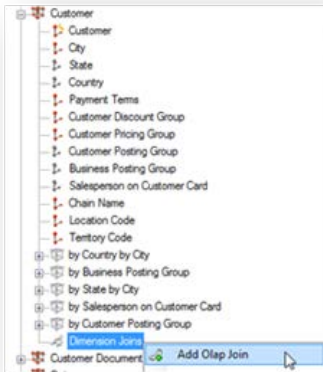 Customer
Customer
City
State
Country
Payment Terms
Customer Discount Group
Customer Pricing Group
Customer Posting Group
Business Posting Group
Salesperson on Customer Card
Chain Name
Location Code
Territory Code
by Country by City
by Business Posting Group
by State by City
by Salesperson on Customer Card
by Customer Posting Group
Dimension Joins
Add Olap Join
Customer Document